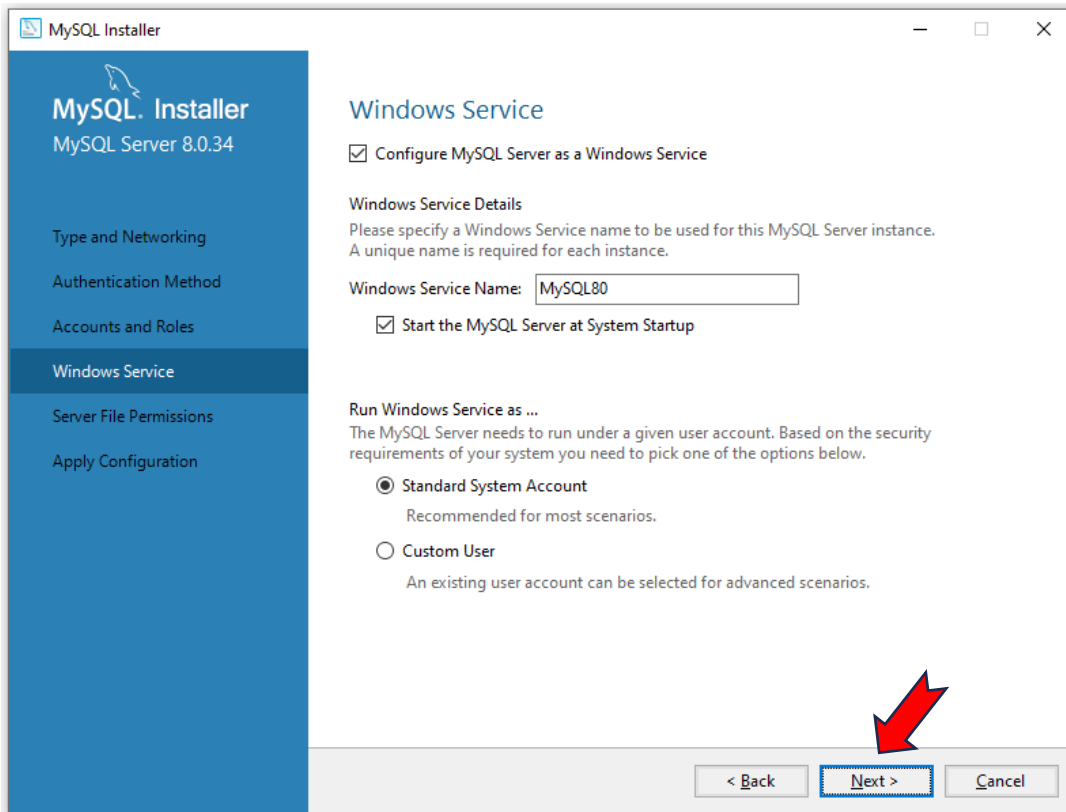 MySQL Installer
MySQL. Installer
MySQL Server 8.0.34
Type and Networking
Authentication Method
Accounts and Roles
Windows Service
Server File Permissions
Apply Configuration
Windows Service
Configure MySQL Server as a Windows Service
Windows Service Details
Please specify a Windows Service name to be used for this MySQL Server instance.
A unique name is required for each instance.
Windows Service Name: MySQL80
Start the MySQL Server at System Startup
Run Windows Service as ...
The MySQL Server needs to run under a given user account. Based on the security
requirements of your system you need to pick one of the options below.
Standard System Account
Recommended for most scenarios.
Custom User
An existing user account can be selected for advanced scenarios.
< Back Next > Cancel